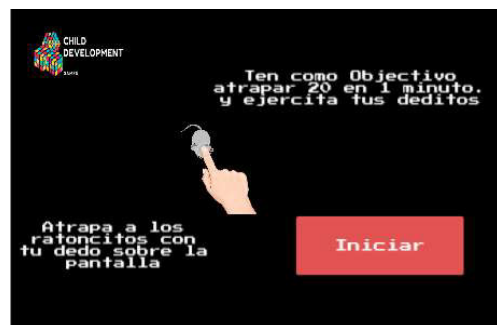 CHILD
DEVELOPMENT
Ten como Objectivo
atrapar 20 en 1 minuto.
y ejercita tus deditos
Atrapa a los
ratoncitos con
tu dedo sobre la
pantalla
Iniciar